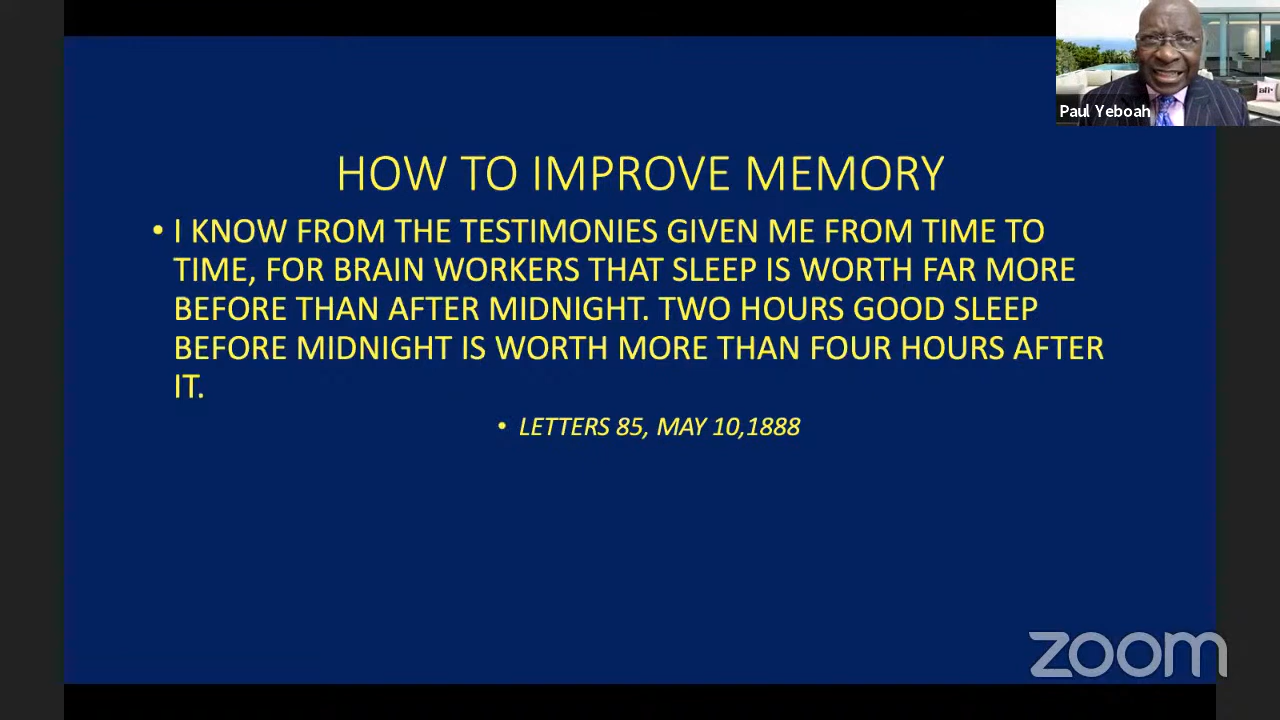 Paul Yeboah
HOW TO IMPROVE MEMORY
• I KNOW FROM THE TESTIMONIES GIVEN ME FROM TIME TO
TIME, FOR BRAIN WORKERS THAT SLEEP IS WORTH FAR MORE
BEFORE THAN AFTER MIDNIGHT. TWO HOURS GOOD SLEEP
BEFORE MIDNIGHT IS WORTH MORE THAN FOUR HOURS AFTER
IT.
• LETTERS 85, MAY 10,1888
zoom